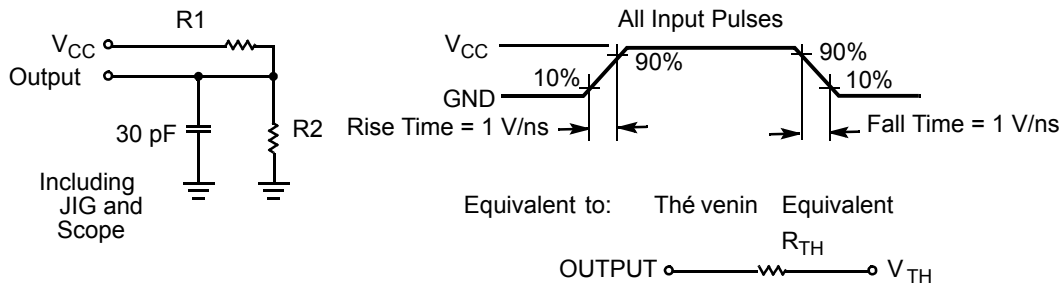 R1
VCC
Output
30 pF
R2
Including
JIG and
Scope
All Input Pulses
VCC
90%
90%
10%
10%
GND
Rise Time = 1 V/ns
Fall Time = 1 V/ns
Equivalent to: Thé venin Equivalent
RTH
OUTPUT
VTH